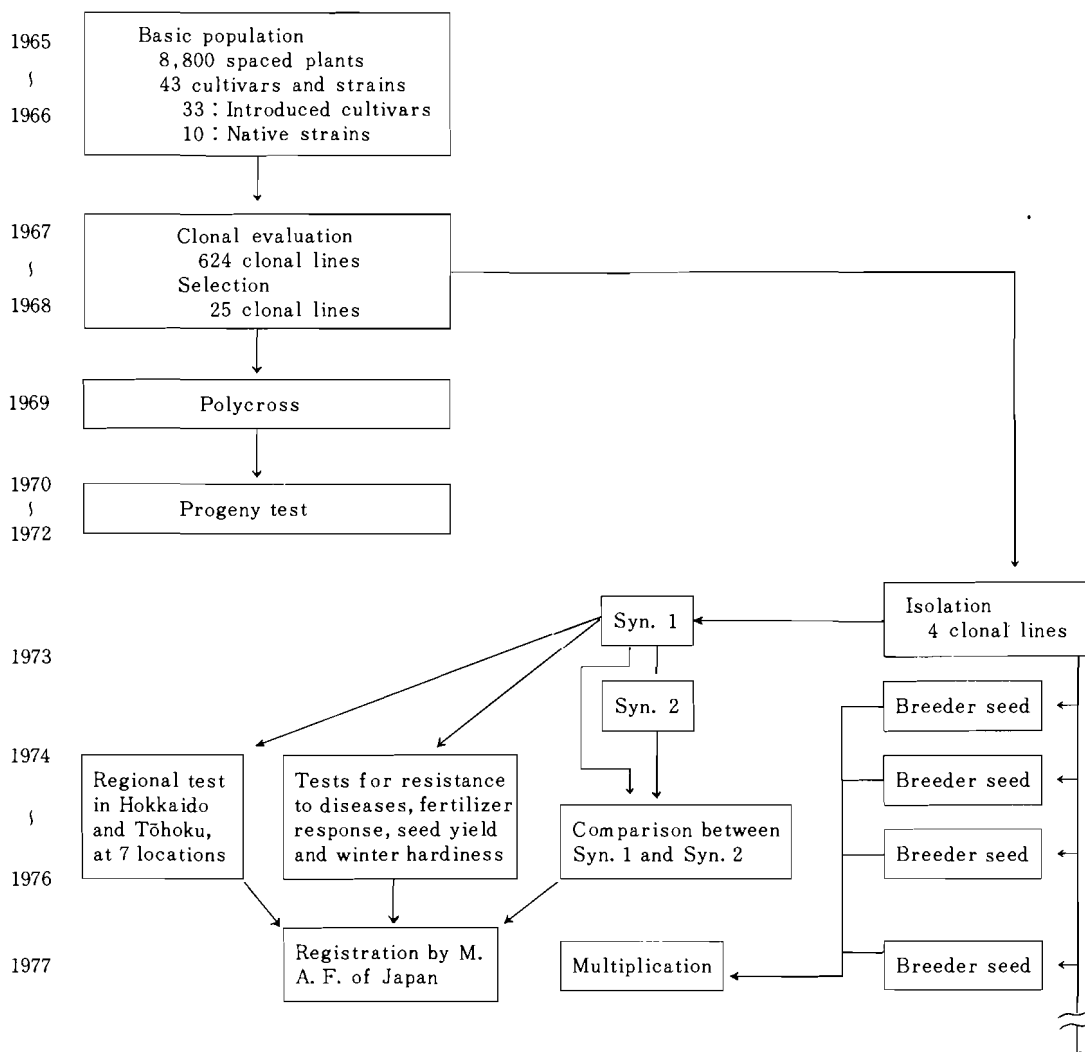 1965
~
1966
Basic population
8,800 spaced plants
43 cultivars and strains
33 : Introduced cultivars
10 : Native strains
1967
~
1968
Clonal evaluation
624 clonal lines
Selection
25 clonal lines
1969
Polycross
1970
~
1972
Progeny test
Isolation
4 clonal lines
Syn. 1
1973
Syn. 2
Breeder seed
1974
~
1976
Regional test
in Hokkaido
and Tōhoku,
at 7 locations
Tests for resistance
to diseases, fertilizer
response, seed yield
and winter hardiness
Comparison between
Syn. 1 and Syn. 2
Breeder seed
Breeder seed
1977
Registration by M.
A. F. of Japan
Multiplication
Breeder seed